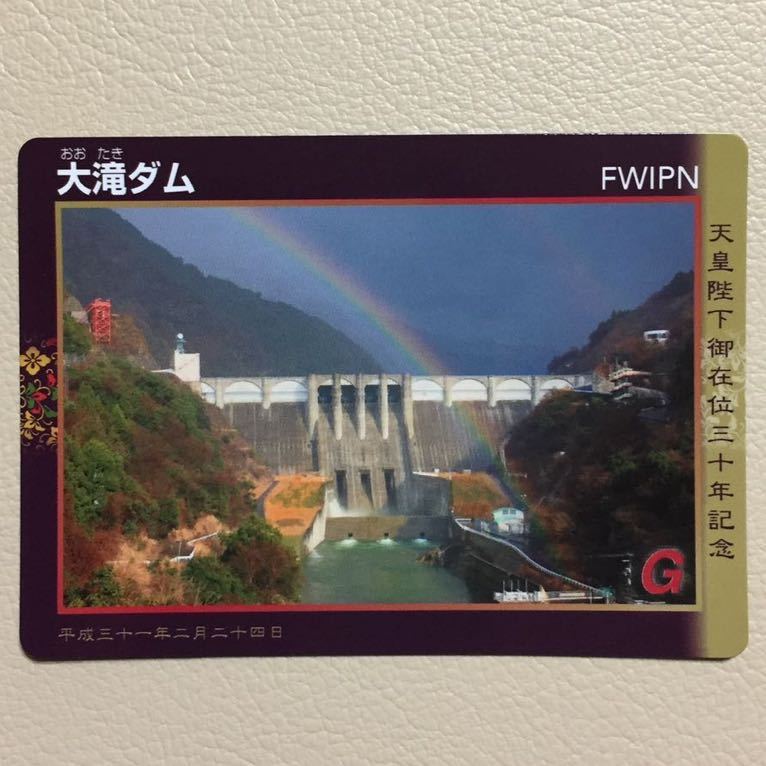 おお たき
大滝ダム
FWIPN
天皇陛下御在位三十年記念
G
平成三十一年二月二十四日